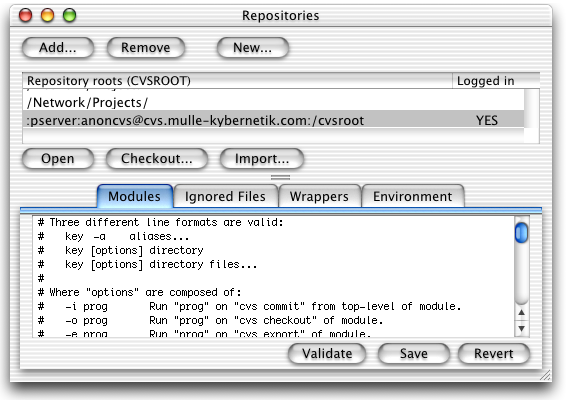 Repositories
Add... Remove New...
Repository roots (CVSROOT) Logged in
/Network/Projects/
:pserver:anoncvs@cvs.mulle-kybernetik.com:/cvsroot YES
Open Checkout... Import...
Modules Ignored Files Wrappers Environment
# Three different line formats are valid:
# key -a aliases...
# key [options] directory
# key [options] directory files...
#
# Where "options" are composed of:
# -i prog Run "prog" on "cvs commit" from top-level of module.
# -o prog Run "prog" on "cvs checkout" of module.
# -e prog Run "prog" on "cvs export" of module.
Validate Save Revert